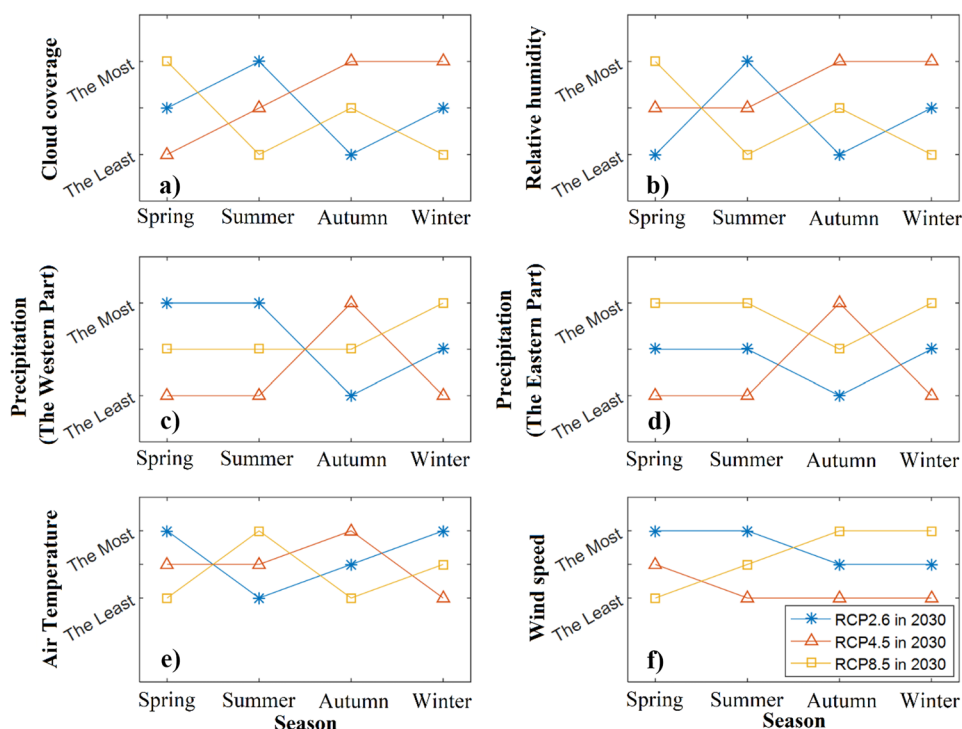 Cloud coverage
The Most
The Least
a)
Spring Summer Autumn Winter
Relative humidity
The Most
The Least
b)
Spring Summer Autumn Winter
Precipitation
(The Western Part)
The Most
The Least
c)
Spring Summer Autumn Winter
Precipitation
(The Eastern Part)
The Most
The Least
d)
Spring Summer Autumn Winter
Air Temperature
The Most
The Least
e)
Spring Summer Autumn Winter
Season
Wind speed
The Most
The Least
f)
RCP2.6 in 2030
RCP4.5 in 2030
RCP8.5 in 2030
Spring Summer Autumn Winter
Season